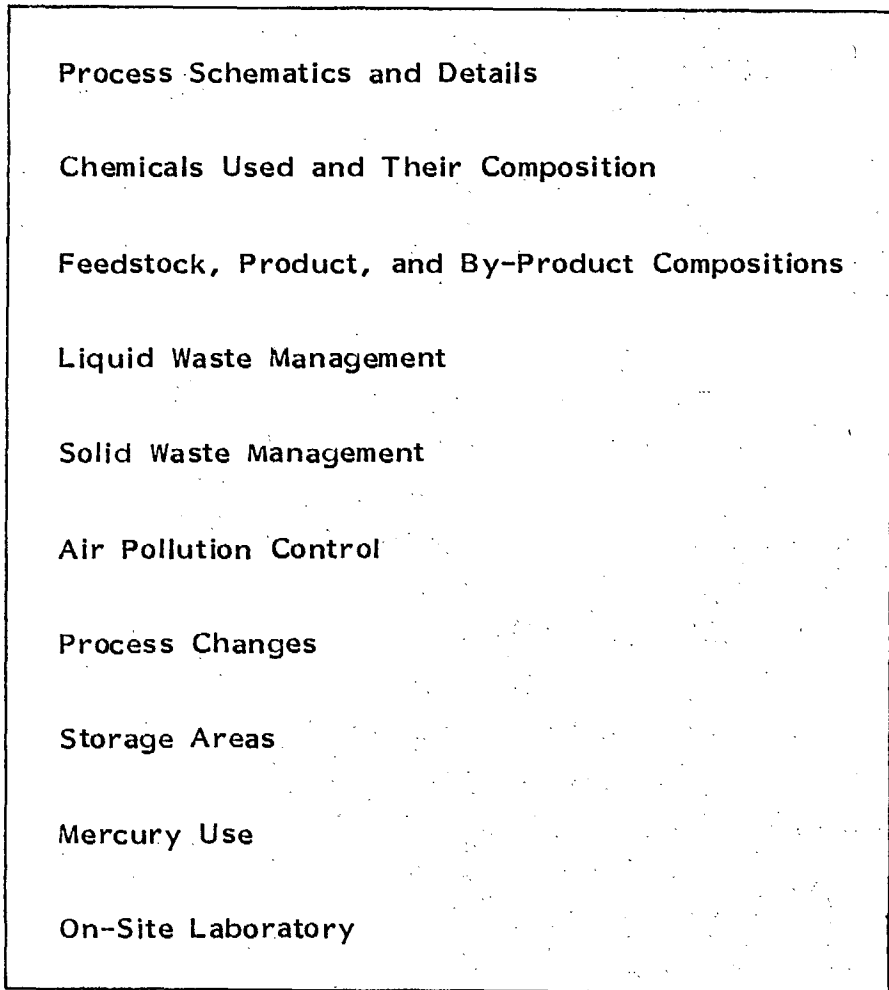 Process Schematics and Details
Chemicals Used and Their Composition
Feedstock, Product, and By-Product Compositions
Liquid Waste Management
Solid Waste Management
Air Pollution Control
Process Changes
Storage Areas
Mercury Use
On-Site Laboratory